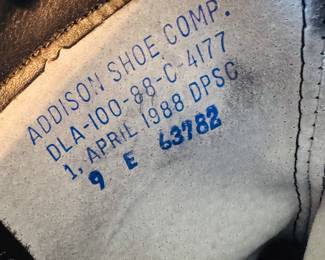 ADDISON SHOE COMP.
DLA-100-88-C-4177
1, APRIL 1988 DPSC
9 E 63782